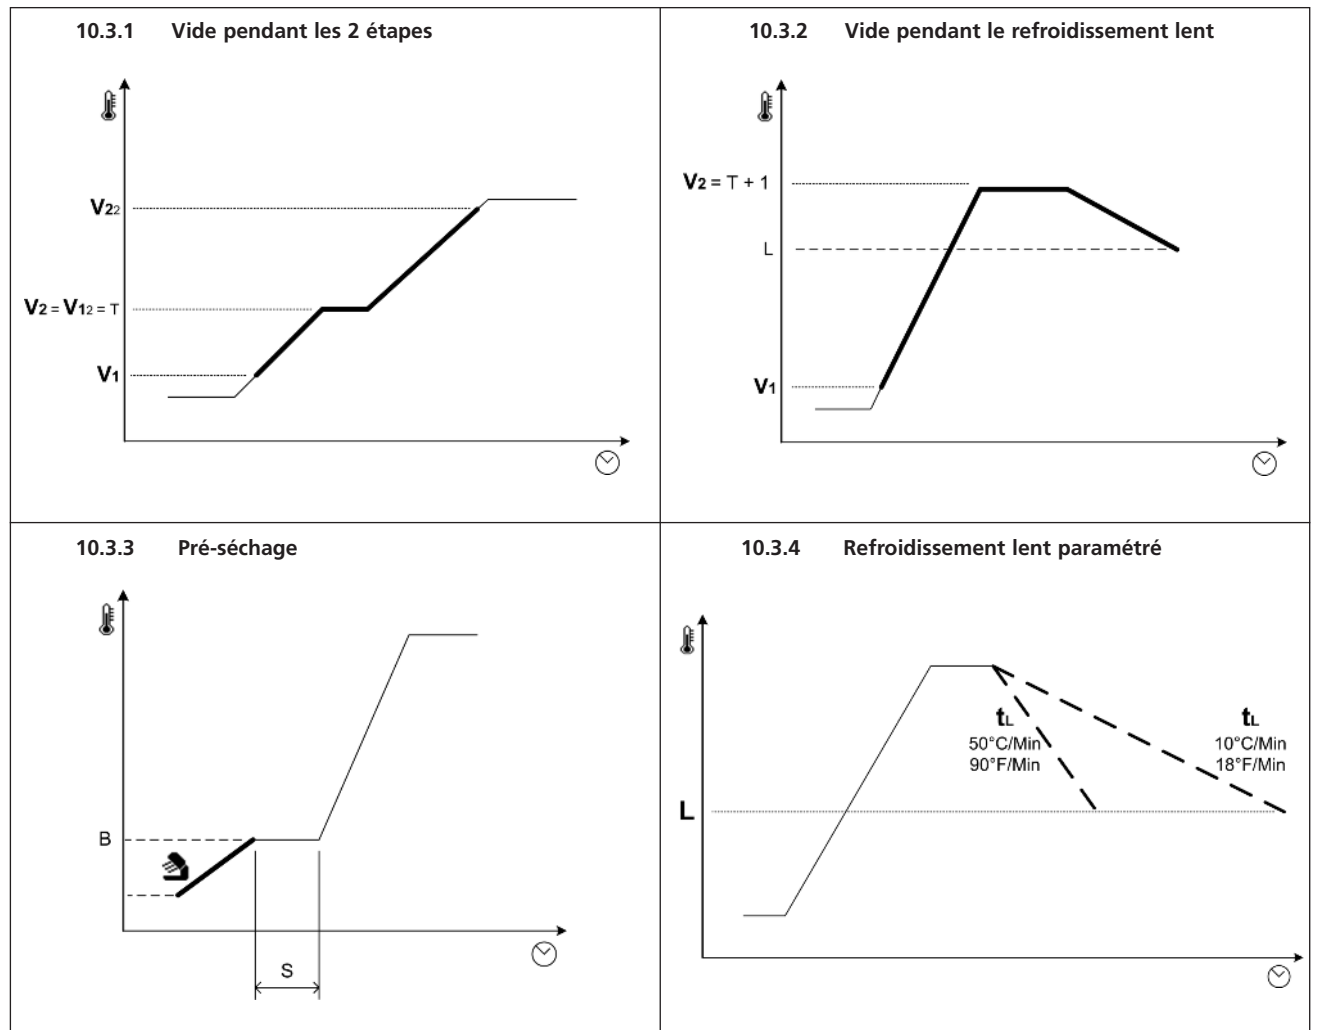 10.3.1 Vide pendant les 2 étapes
V22
V2 = V12 = T
V1
10.3.2 Vide pendant le refroidissement lent
V2 = T + 1
L
V1
10.3.3 Pré-séchage
B
S
10.3.4 Refroidissement lent paramétré
tL
50°C/Min
90°F/Min
tL
10°C/Min
18°F/Min
L